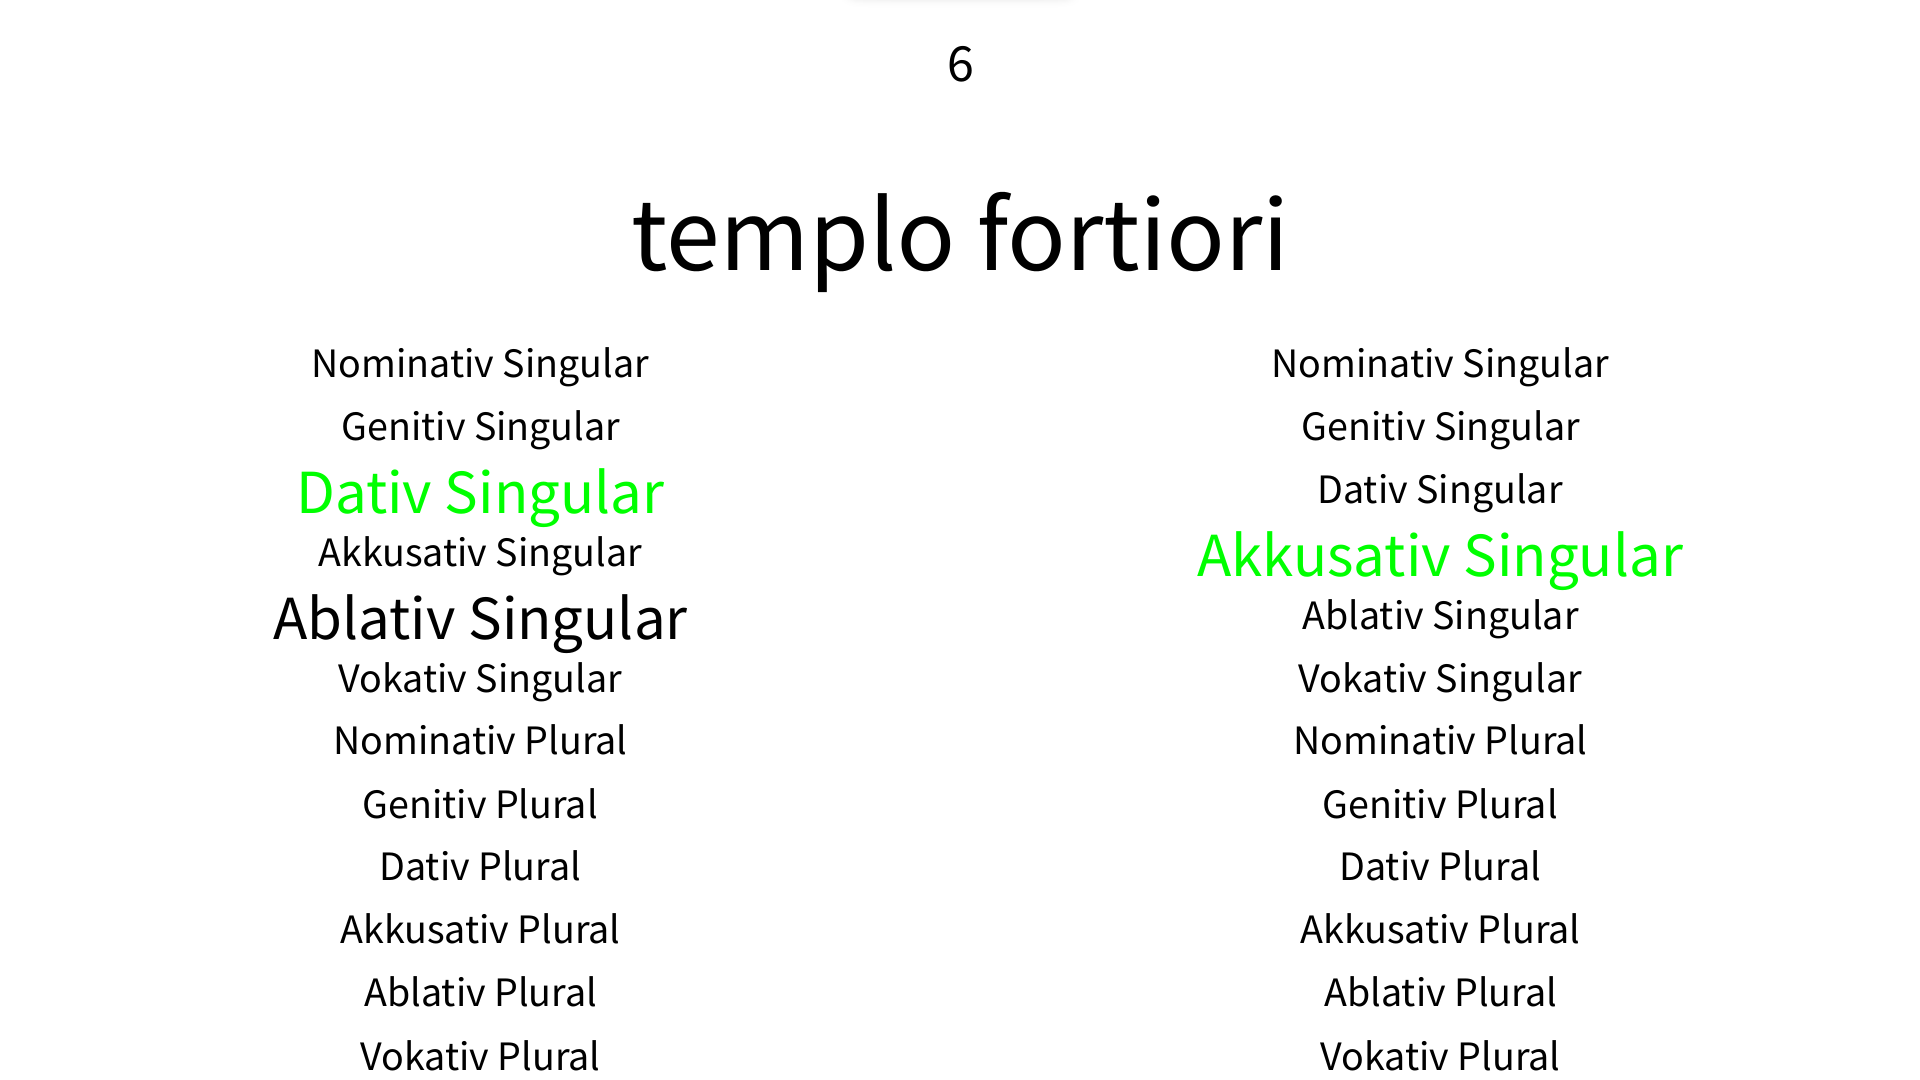 6
templo fortiori
Nominativ Singular
Genitiv Singular
Dativ Singular
Akkusativ Singular
Ablativ Singular
Vokativ Singular
Nominativ Plural
Genitiv Plural
Dativ Plural
Akkusativ Plural
Ablativ Plural
Vokativ Plural
Nominativ Singular
Genitiv Singular
Dativ Singular
Akkusativ Singular
Ablativ Singular
Vokativ Singular
Nominativ Plural
Genitiv Plural
Dativ Plural
Akkusativ Plural
Ablativ Plural
Vokativ Plural